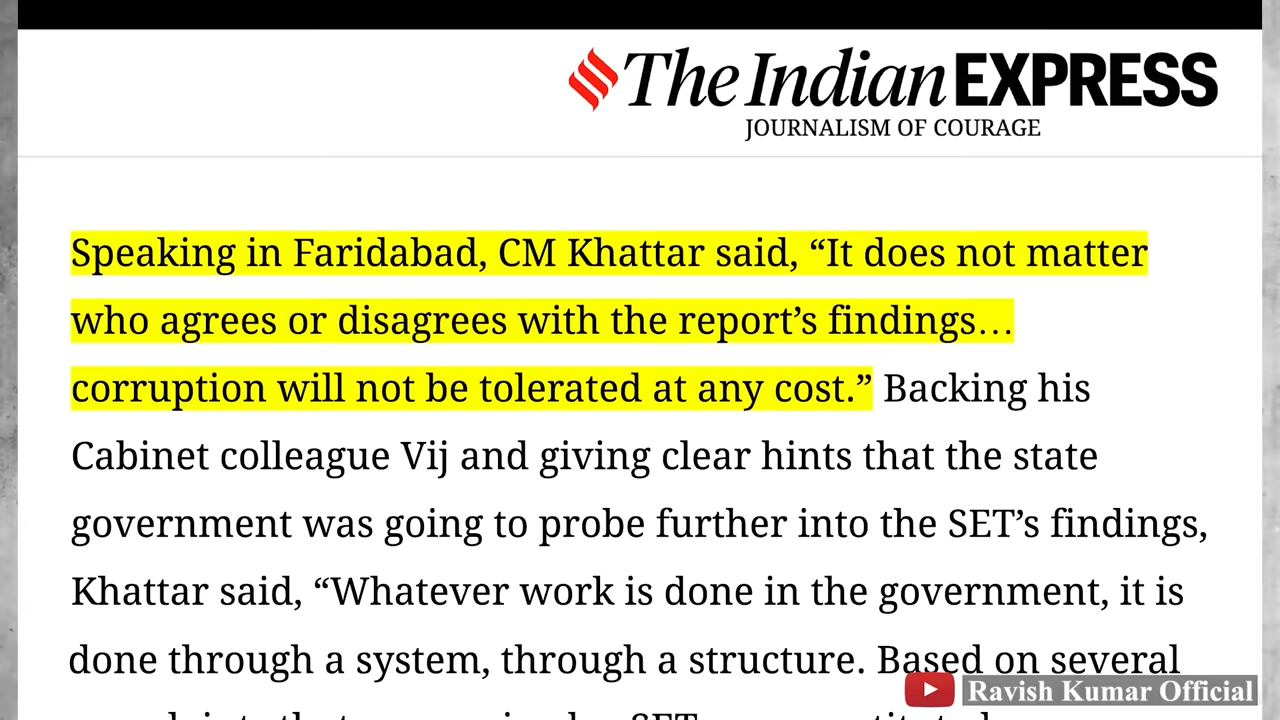 The Indian EXPRESS
JOURNALISM OF COURAGE
Speaking in Faridabad, CM Khattar said, “It does not matter
who agrees or disagrees with the report’s findings…
corruption will not be tolerated at any cost.” Backing his
Cabinet colleague Vij and giving clear hints that the state
government was going to probe further into the SET’s findings,
Khattar said, “Whatever work is done in the government, it is
done through a system, through a structure. Based on several
Ravish Kumar Official